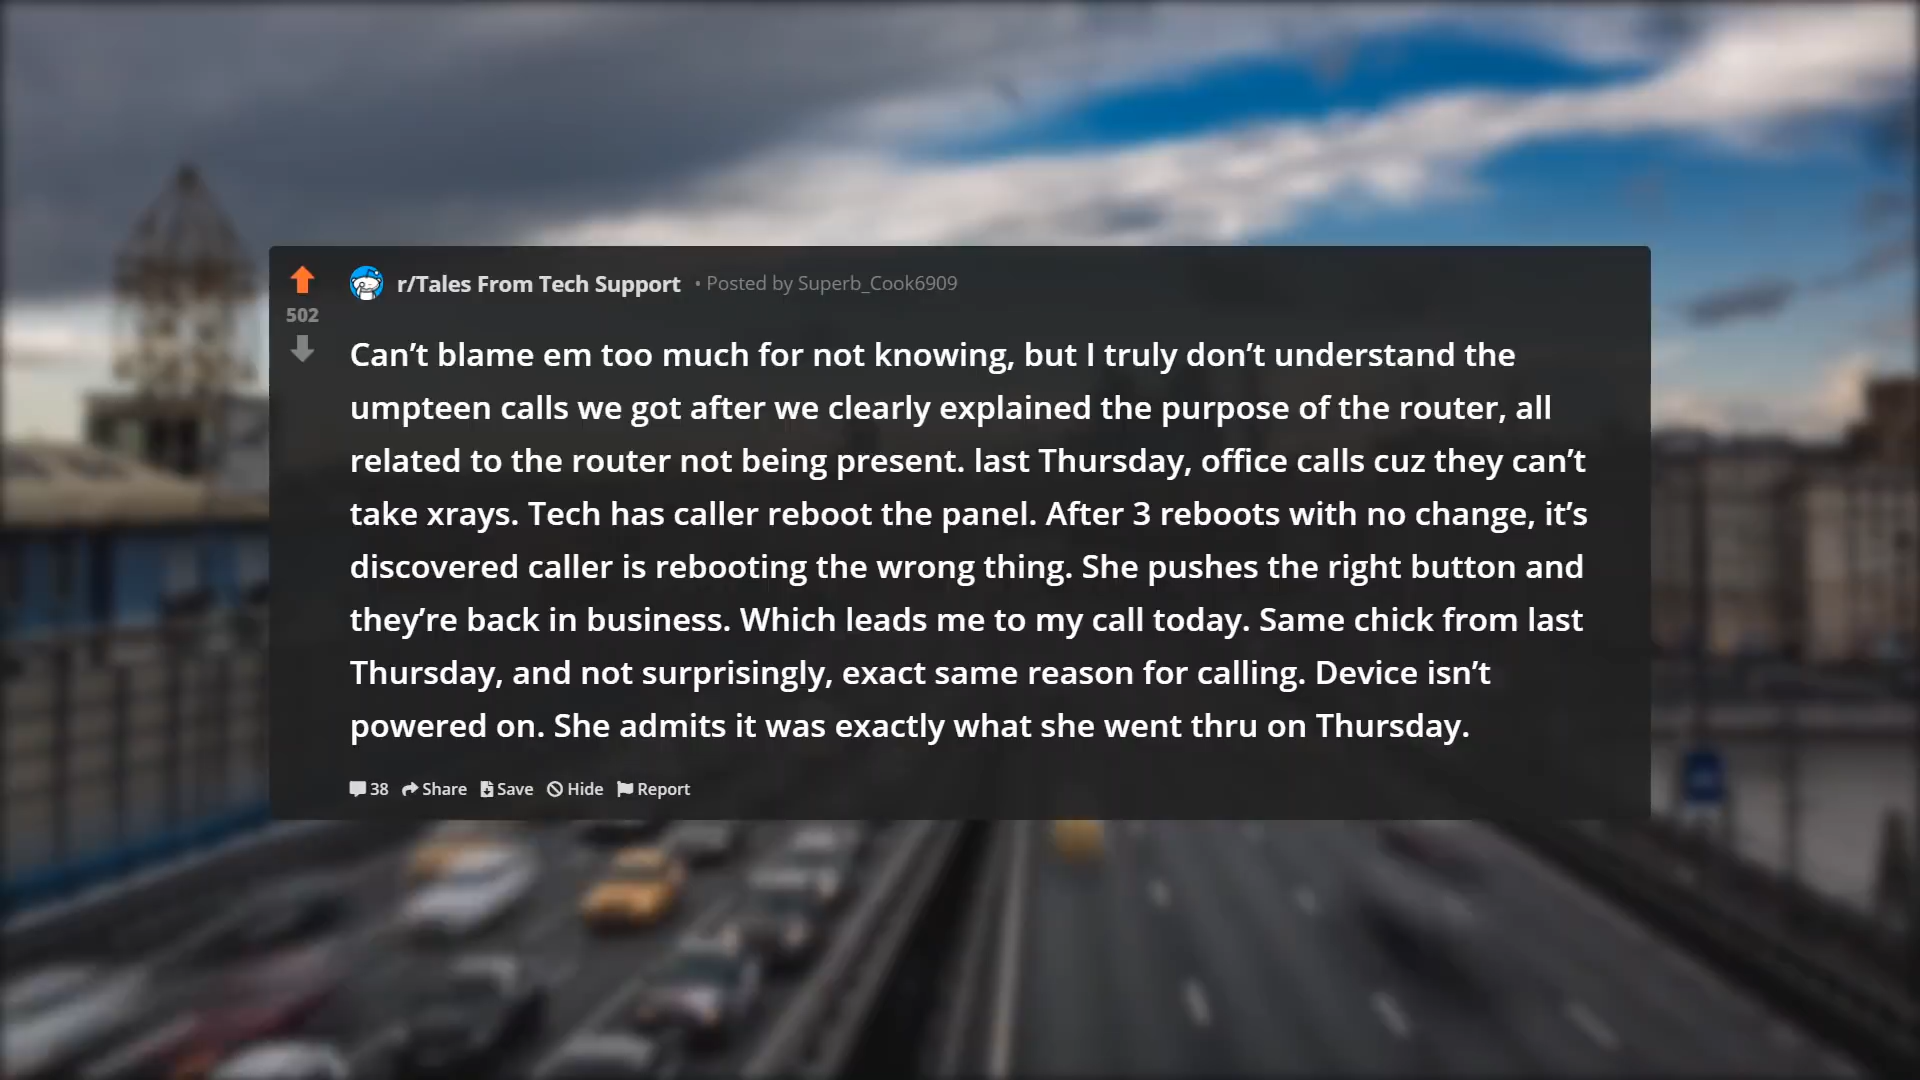 r/Tales From Tech Support • Posted by Superb_Cook6909
502
Can’t blame em too much for not knowing, but I truly don’t understand the
umpteen calls we got after we clearly explained the purpose of the router, all
related to the router not being present. last Thursday, office calls cuz they can’t
take xrays. Tech has caller reboot the panel. After 3 reboots with no change, it’s
discovered caller is rebooting the wrong thing. She pushes the right button and
they’re back in business. Which leads me to my call today. Same chick from last
Thursday, and not surprisingly, exact same reason for calling. Device isn’t
powered on. She admits it was exactly what she went thru on Thursday.
38 Share Save Hide Report